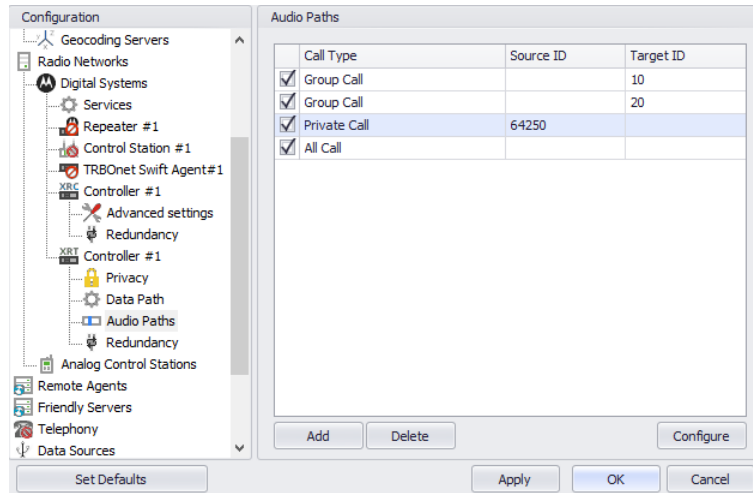 Configuration
Geocoding Servers
Radio Networks
Digital Systems
Services
Repeater #1
Control Station #1
TRBOnet Swift Agent#1
XRC Controller #1
Advanced settings
Redundancy
XRT Controller #1
Privacy
Data Path
Audio Paths
Redundancy
Analog Control Stations
Remote Agents
Friendly Servers
Telephony
Data Sources
Set Defaults
Audio Paths
Call Type Source ID Target ID
Group Call 10
Group Call 20
Private Call 64250
All Call
Add Delete Configure
Apply OK Cancel